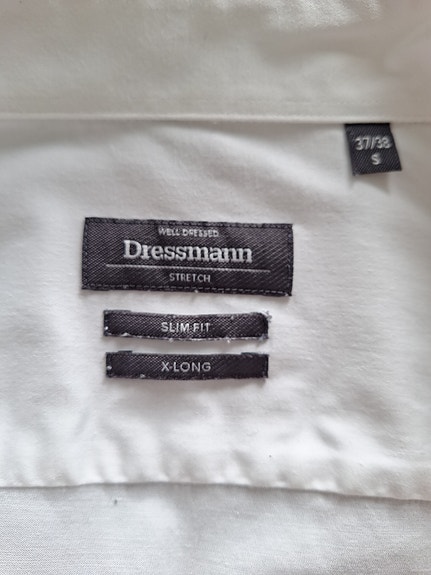 37/38
S
WELL DRESSED
Dressmann
STRETCH
SLIM FIT
X-LONG